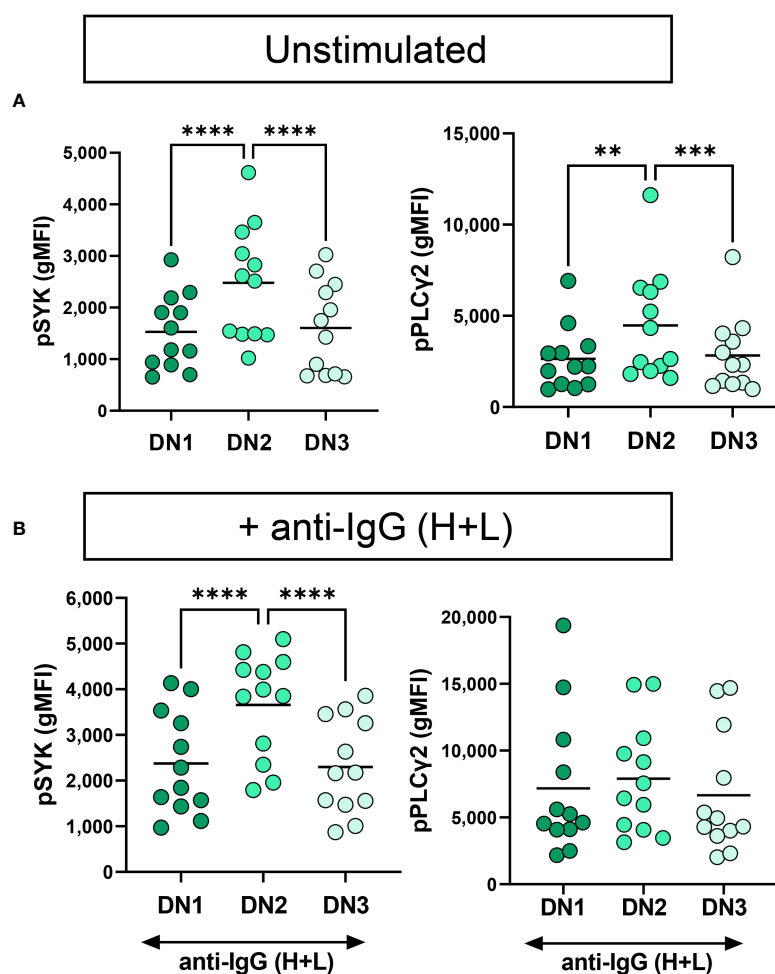 Unstimulated
A
**** ****
5,000
4,000
3,000
2,000
1,000
0
pSYK (gMFI)
DN1 DN2 DN3
** ***
15,000
10,000
5,000
0
pPLCγ2 (gMFI)
DN1 DN2 DN3
B
+ anti-IgG (H+L)
**** ****
6,000
5,000
4,000
3,000
2,000
1,000
0
pSYK (gMFI)
DN1 DN2 DN3
anti-IgG (H+L)
20,000
15,000
10,000
5,000
0
pPLCγ2 (gMFI)
DN1 DN2 DN3
anti-IgG (H+L)